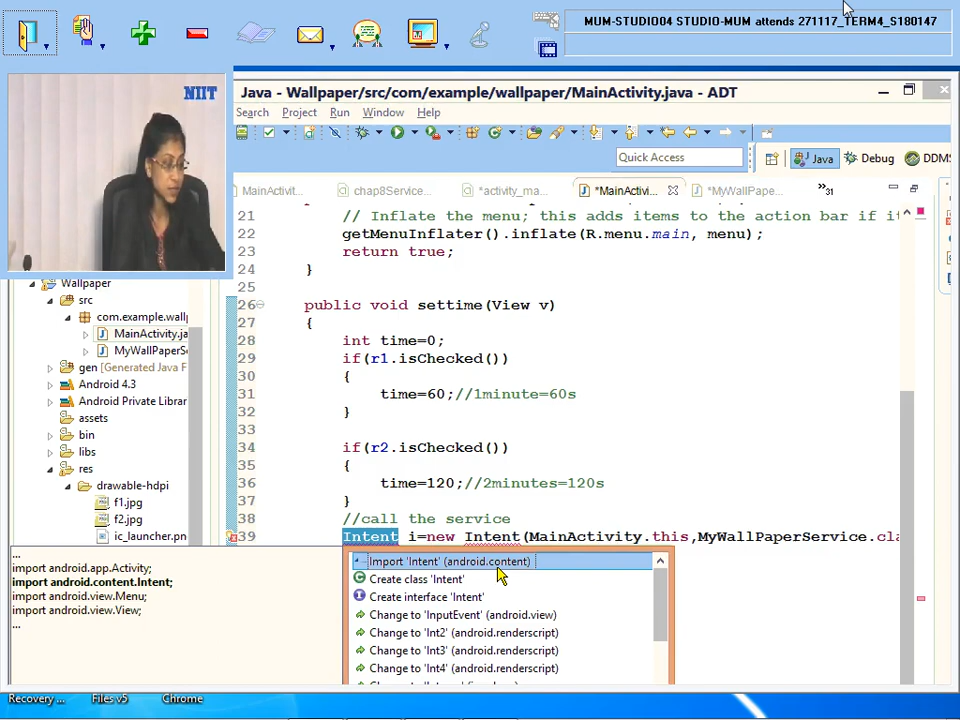 MUM-STUDIO04 STUDIO-MUM attends 271117_TERM4_S180147
NIIT
Java - Wallpaper/src/com/example/wallpaper/MainActivity.java - ADT
Search Project Run Window Help
Quick Access
Java
Debug
DDMS
MainActivit...
chap8Service...
*activity_ma...
*MainActivi...
*MyWallPape...
31
21 // Inflate the menu; this adds items to the action bar if it
22 getMenuInflater().inflate(R.menu.main, menu);
23 return true;
24 }
25
26 public void settime(View v)
27 {
28 int time=0;
29 if(r1.isChecked())
30 {
31 time=60;//1minute=60s
32 }
33
34 if(r2.isChecked())
35 {
36 time=120;//2minutes=120s
37 }
38 //call the service
39 Intent i=new Intent(MainActivity.this,MyWallPaperService.cla
Wallpaper
src
com.example.wallp
MainActivity.ja
MyWallPaperSe
gen [Generated Java F
Android 4.3
Android Private Librar
assets
bin
libs
res
drawable-hdpi
f1.jpg
f2.jpg
ic_launcher.pn
...
import android.app.Activity;
import android.content.Intent;
import android.view.Menu;
import android.view.View;
...
Import 'Intent' (android.content)
Create class 'Intent'
Create interface 'Intent'
Change to 'InputEvent' (android.view)
Change to 'Int2' (android.renderscript)
Change to 'Int3' (android.renderscript)
Change to 'Int4' (android.renderscript)
Recovery ...
Files v5
Chrome